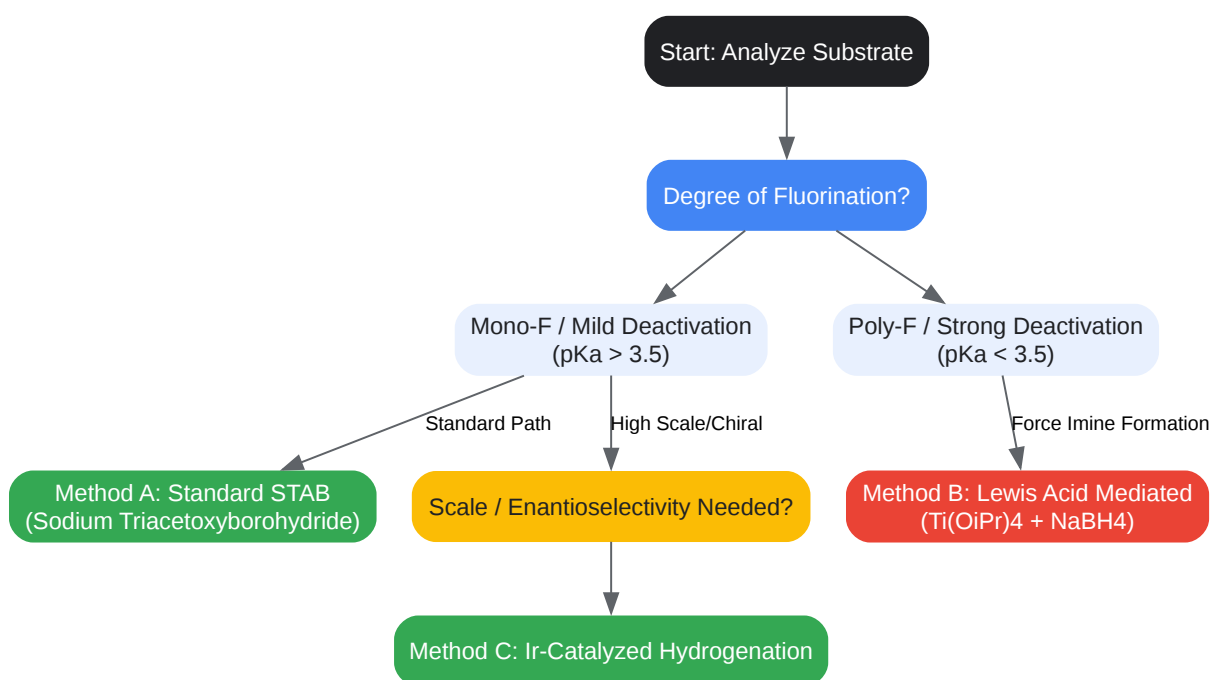 Start: Analyze Substrate
Degree of Fluorination?
Mono-F / Mild Deactivation
(pKa > 3.5)
Poly-F / Strong Deactivation
(pKa < 3.5)
Standard Path
High Scale/Chiral
Force Imine Formation
Method A: Standard STAB
(Sodium Triacetoxyborohydride)
Scale / Enantioselectivity Needed?
Method B: Lewis Acid Mediated
(Ti(OiPr)4 + NaBH4)
Method C: Ir-Catalyzed Hydrogenation